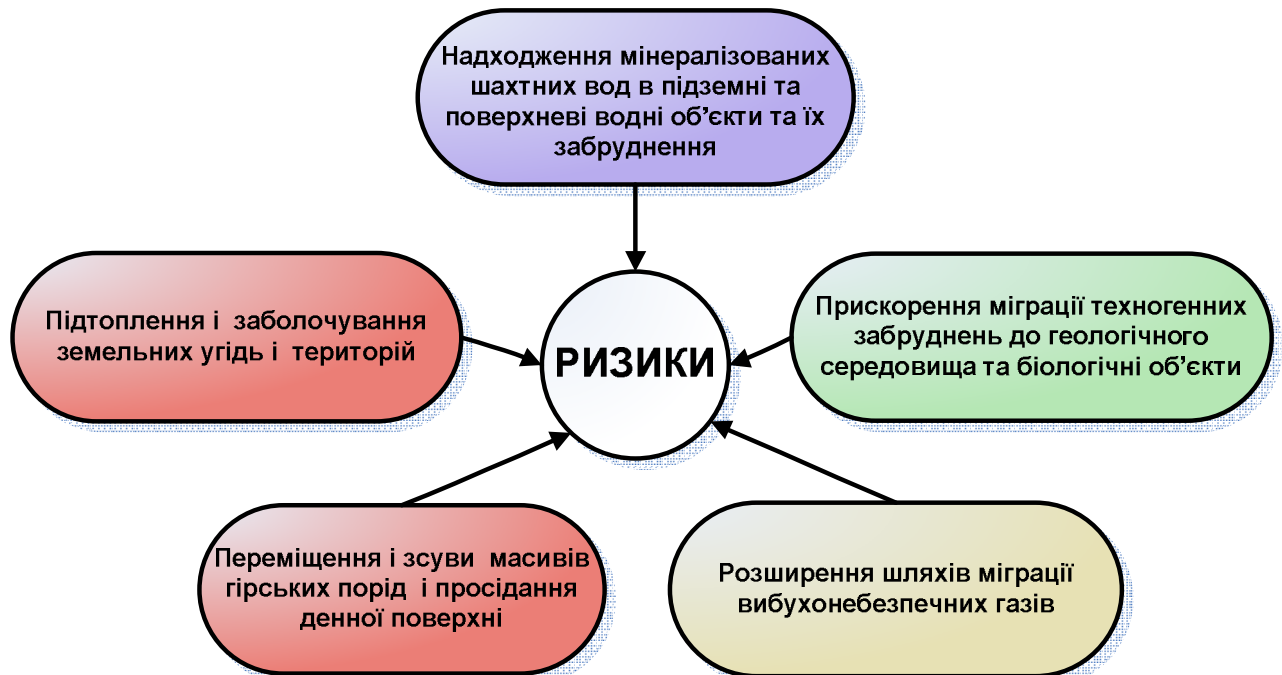 Надходження мінералізованих
шахтних вод в підземні та
поверхневі водні об’єкти та їх
забруднення
Підтоплення і заболочування
земельних угідь і територій
РИЗИКИ
Прискорення міграції техногенних
забруднень до геологічного
середовища та біологічні об’єкти
Переміщення і зсуви масивів
гірських порід і просідання
денної поверхні
Розширення шляхів міграції
вибухонебезпечних газів